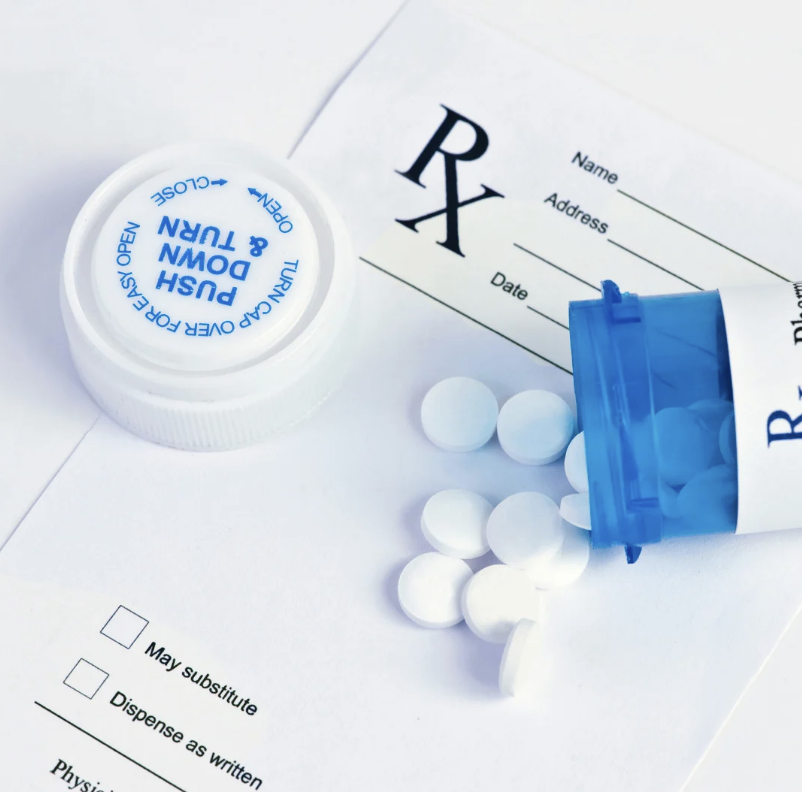 CLOSE
OPEN
PUSH
DOWN
& TURN
TURN CAP OVER FOR EASY OPEN
Rx
Name
Address
Date
May substitute
Dispense as written